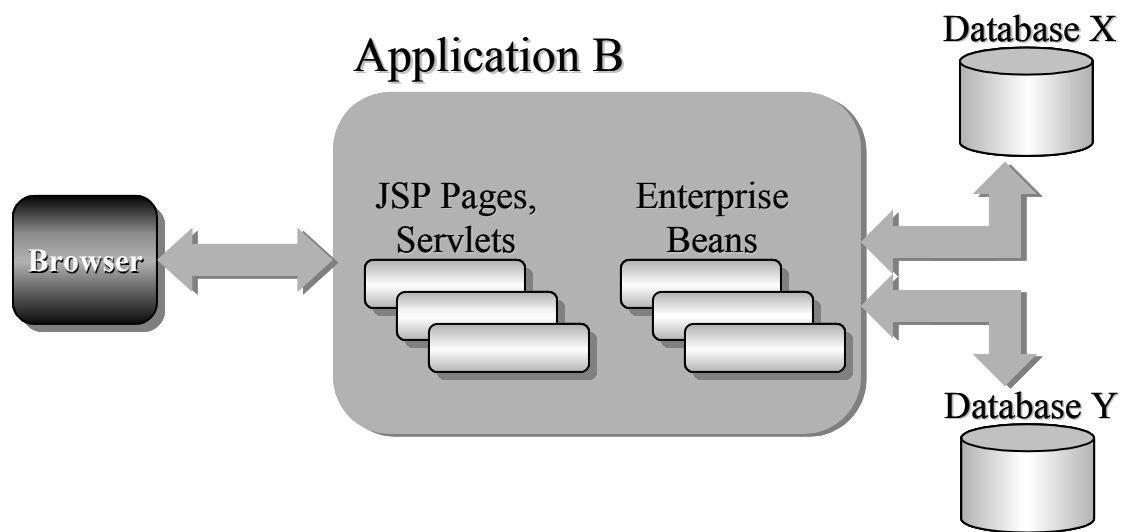 Application B
Browser
JSP Pages,
Servlets
Enterprise
Beans
Database X
Database Y